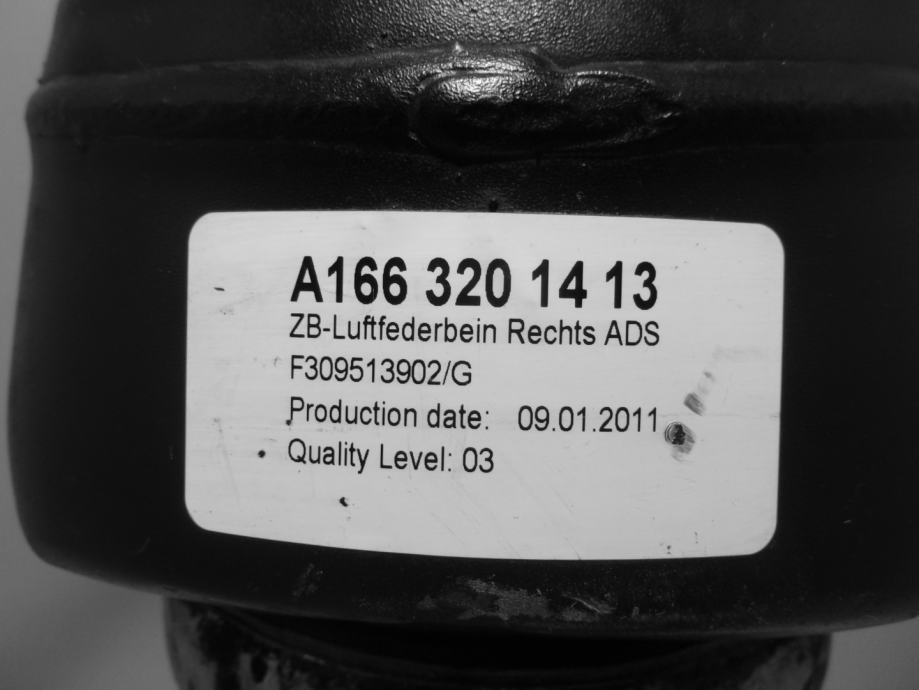 A166 320 14 13
ZB-Luftfederbein Rechts ADS
F309513902/G
Production date: 09.01.2011
Quality Level: 03